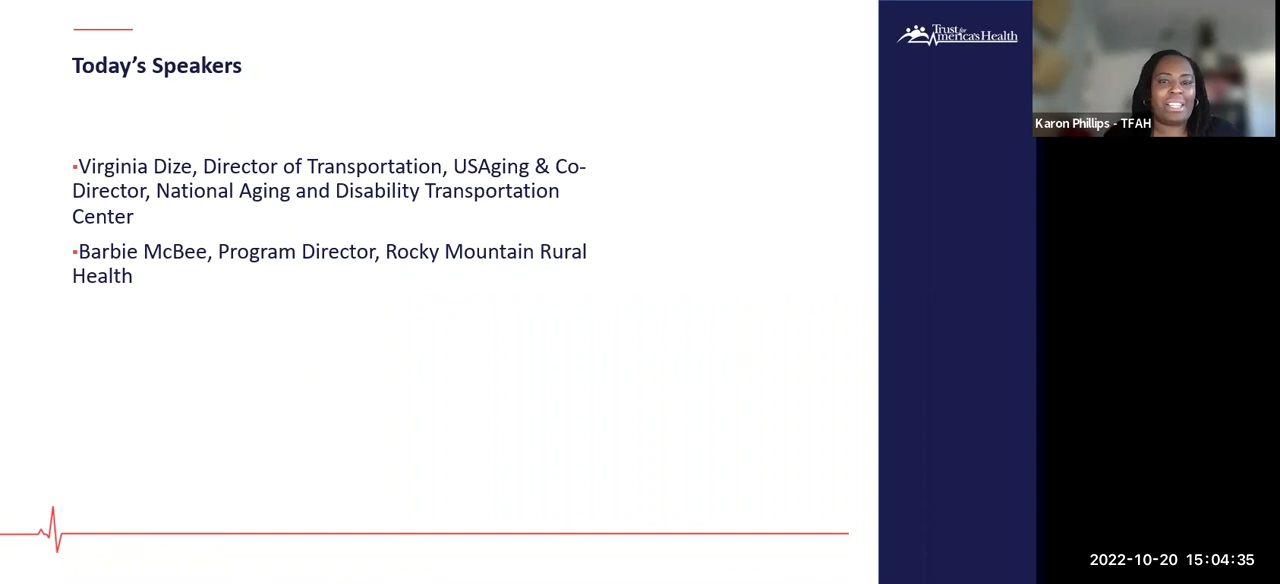 Today's Speakers
▪Virginia Dize, Director of Transportation, USAging & Co-
Director, National Aging and Disability Transportation
Center
▪Barbie McBee, Program Director, Rocky Mountain Rural
Health
Trust for
America's Health
Karon Phillips - TFAH
2022-10-20 15:04:35